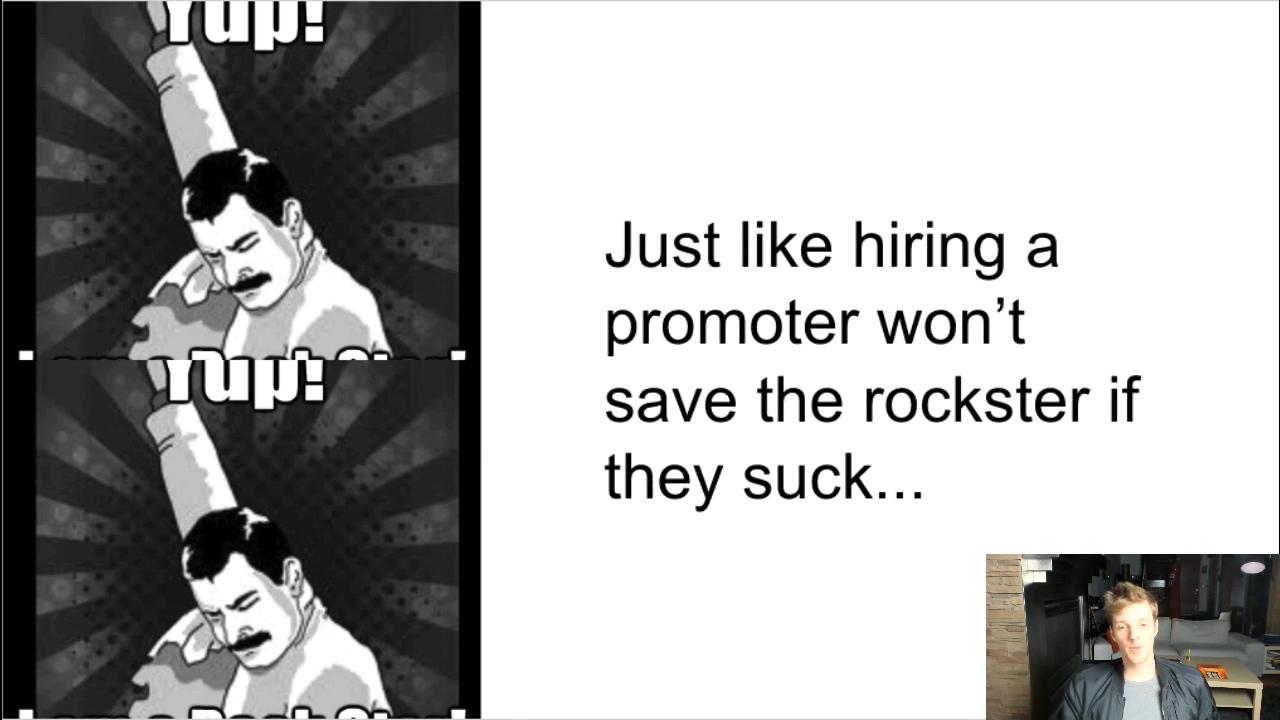 Yup!
Just like hiring a
promoter won’t
save the rockster if
they suck...
Yup!